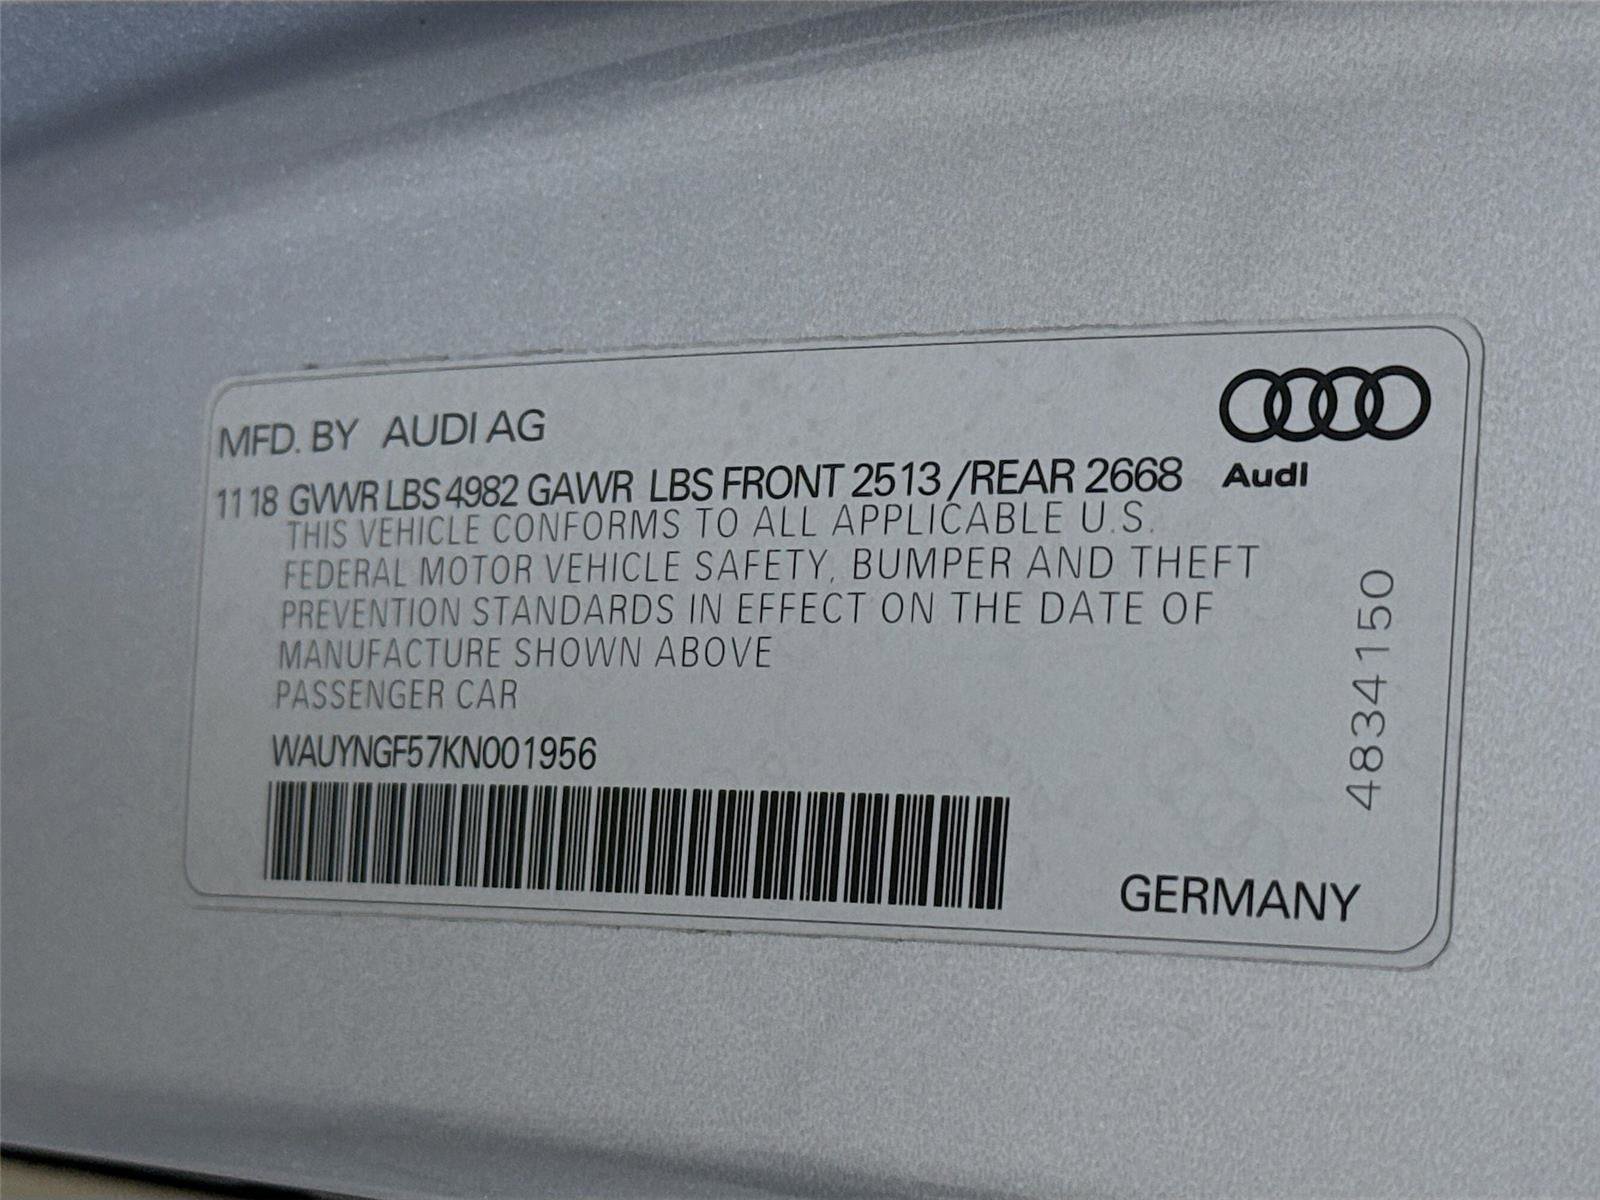 MFD. BY AUDI AG
11 18 GVWR LBS 4982 GAWR LBS FRONT 2513 /REAR 2668
Audi
THIS VEHICLE CONFORMS TO ALL APPLICABLE U.S.
FEDERAL MOTOR VEHICLE SAFETY, BUMPER AND THEFT
PREVENTION STANDARDS IN EFFECT ON THE DATE OF
MANUFACTURE SHOWN ABOVE
PASSENGER CAR
WAUYNGF57KN001956
4834150
GERMANY